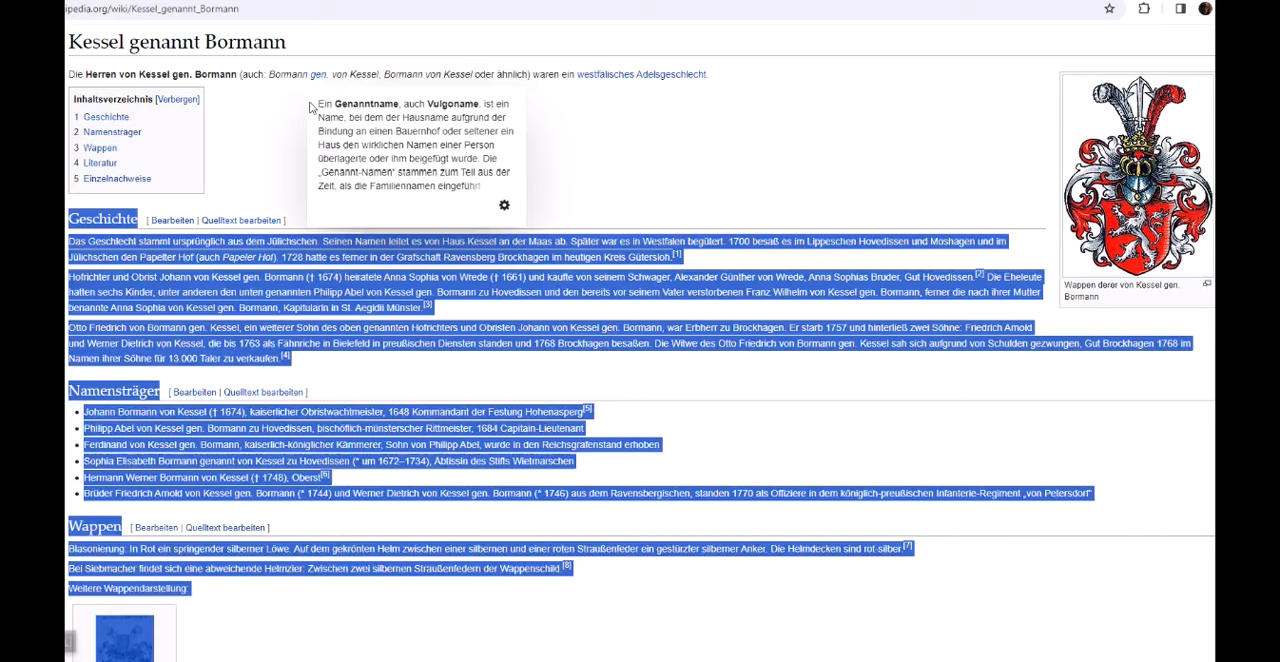 ipedia.org/wiki/Kessel_genannt_Bormann
Kessel genannt Bormann
Die Herren von Kessel gen. Bormann (auch: Bormann gen. von Kessel, Bormann von Kessel oder ähnlich) waren ein westfälisches Adelsgeschlecht.
Inhaltsverzeichnis [Verbergen]
1 Geschichte
2 Namensträger
3 Wappen
4 Literatur
5 Einzelnachweise
Ein Genanntname, auch Vulgoname, ist ein
Name, bei dem der Hausname aufgrund der
Bindung an einen Bauernhof oder seltener ein
Haus den wirklichen Namen einer Person
überlagerte oder ihm beigefügt wurde. Die
„Genannt-Namen“ stammen zum Teil aus der
Zeit, als die Familiennamen eingeführt
Wappen derer von Kessel gen.
Bormann
Geschichte [ Bearbeiten | Quelltext bearbeiten ]
Das Geschlecht stammt ursprünglich aus dem Jülichschen. Seinen Namen leitet es von Haus Kessel an der Maas ab. Später war es in Westfalen begütert. 1700 besaß es im Lippeschen Hovedissen und Moshagen und im
Jülichschen den Papelter Hof (auch Papeler Hof). 1728 hatte es ferner in der Grafschaft Ravensberg Brockhagen im heutigen Kreis Gütersloh.[1]
Hofrichter und Obrist Johann von Kessel gen. Bormann († 1674) heiratete Anna Sophia von Wrede († 1661) und kaufte von seinem Schwager, Alexander Günther von Wrede, Anna Sophias Bruder, Gut Hovedissen.[2] Die Eheleute
hatten sechs Kinder, unter anderen den unten genannten Philipp Abel von Kessel gen. Bormann zu Hovedissen und den bereits vor seinem Vater verstorbenen Franz Wilhelm von Kessel gen. Bormann, ferner die nach ihrer Mutter
benannte Anna Sophia von Kessel gen. Bormann, Kapitularin in St. Aegidii Münster.[3]
Otto Friedrich von Bormann gen. Kessel, ein weiterer Sohn des oben genannten Hofrichters und Obristen Johann von Kessel gen. Bormann, war Erbherr zu Brockhagen. Er starb 1757 und hinterließ zwei Söhne: Friedrich Arnold
und Werner Dietrich von Kessel gen. Bormann, die bis 1763 als Fähnriche in Bielefeld in preußischen Diensten standen und 1768 Brockhagen besaßen. Die Witwe des Otto Friedrich von Bormann gen. Kessel sah sich aufgrund von Schulden gezwungen, Gut Brockhagen 1768 im
Namen ihrer Söhne für 13.000 Taler zu verkaufen.[4]
Namensträger [ Bearbeiten | Quelltext bearbeiten ]
• Johann Bormann von Kessel († 1674), kaiserlicher Obristwachtmeister, 1648 Kommandant der Festung Hohenasperg[5]
• Philipp Abel von Kessel gen. Bormann zu Hovedissen, bischöflich-münsterscher Rittmeister, 1684 Capitain-Lieutenant
• Ferdinand von Kessel gen. Bormann, kaiserlich-königlicher Kämmerer, Sohn von Philipp Abel, wurde in den Reichsgrafenstand erhoben
• Sophia Elisabeth Bormann genannt von Kessel zu Hovedissen (* um 1672–1734), Äbtissin des Stifts Wietmarschen
• Hermann Werner Bormann von Kessel († 1748), Oberst[6]
• Brüder Friedrich Arnold von Kessel gen. Bormann (* 1744) und Werner Dietrich von Kessel gen. Bormann (* 1746) aus dem Ravensbergischen, standen 1770 als Offiziere in dem königlich-preußischen Infanterie-Regiment „von Petersdorf“
Wappen [ Bearbeiten | Quelltext bearbeiten ]
Blasonierung: In Rot ein springender silberner Löwe. Auf dem gekrönten Helm zwischen einer silbernen und einer roten Straußenfeder ein gestürzter silberner Anker. Die Helmdecken sind rot-silber.[7]
Bei Siebmacher findet sich eine abweichende Helmzier: Zwischen zwei silbernen Straußenfedern der Wappenschild.[8]
Weitere Wappendarstellung: